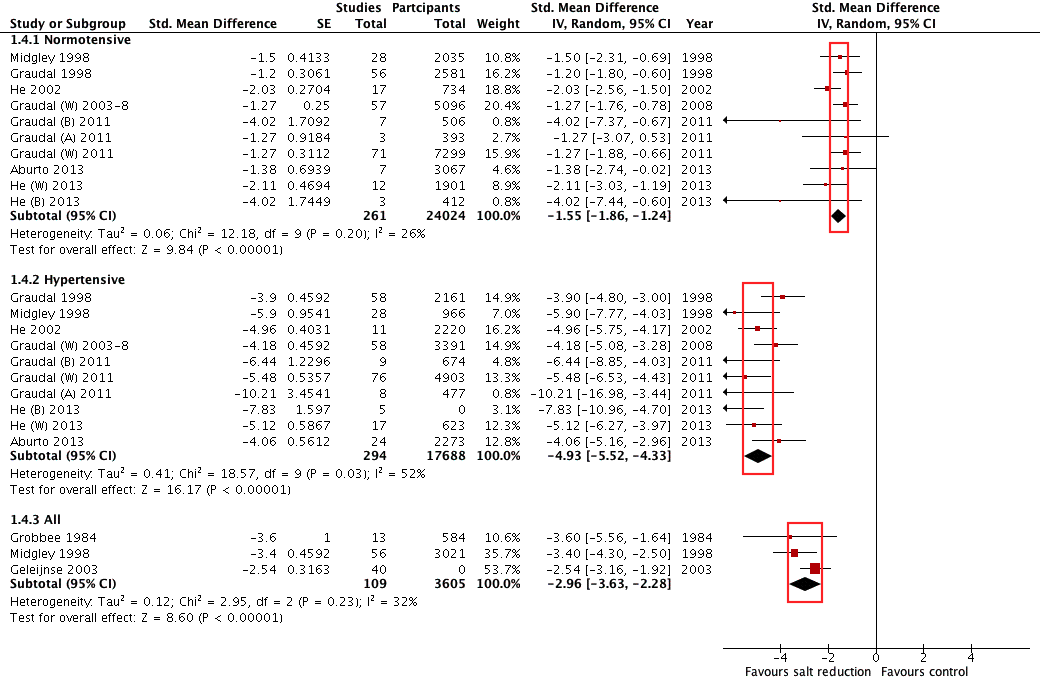 Studies Partcipants Std. Mean Difference Std. Mean Difference
Study or Subgroup Std. Mean Difference SE Total Total Weight IV, Random, 95% CI Year IV, Random, 95% CI
1.4.1 Normotensive
Midgley 1998 −1.5 0.4133 28 2035 10.8% −1.50 [−2.31, −0.69] 1998
Graudal 1998 −1.2 0.3061 56 2581 16.2% −1.20 [−1.80, −0.60] 1998
He 2002 −2.03 0.2704 17 734 18.8% −2.03 [−2.56, −1.50] 2002
Graudal (W) 2003-8 −1.27 0.25 57 5096 20.4% −1.27 [−1.76, −0.78] 2008
Graudal (B) 2011 −4.02 1.7092 7 506 0.8% −4.02 [−7.37, −0.67] 2011
Graudal (A) 2011 −1.27 0.9184 3 393 2.7% −1.27 [−3.07, 0.53] 2011
Graudal (W) 2011 −1.27 0.3112 71 7299 15.9% −1.27 [−1.88, −0.66] 2011
Aburto 2013 −1.38 0.6939 7 3067 4.6% −1.38 [−2.74, −0.02] 2013
He (W) 2013 −2.11 0.4694 12 1901 8.9% −2.11 [−3.03, −1.19] 2013
He (B) 2013 −4.02 1.7449 3 412 0.8% −4.02 [−7.44, −0.60] 2013
Subtotal (95% CI) 261 24024 100.0% −1.55 [−1.86, −1.24]
Heterogeneity: Tau² = 0.06; Chi² = 12.18, df = 9 (P = 0.20); I² = 26%
Test for overall effect: Z = 9.84 (P < 0.00001)
1.4.2 Hypertensive
Graudal 1998 −3.9 0.4592 58 2161 14.9% −3.90 [−4.80, −3.00] 1998
Midgley 1998 −5.9 0.9541 28 966 7.0% −5.90 [−7.77, −4.03] 1998
He 2002 −4.96 0.4031 11 2220 16.2% −4.96 [−5.75, −4.17] 2002
Graudal (W) 2003-8 −4.18 0.4592 58 3391 14.9% −4.18 [−5.08, −3.28] 2008
Graudal (B) 2011 −6.44 1.2296 9 674 4.8% −6.44 [−8.85, −4.03] 2011
Graudal (W) 2011 −5.48 0.5357 76 4903 13.3% −5.48 [−6.53, −4.43] 2011
Graudal (A) 2011 −10.21 3.4541 8 477 0.8% −10.21 [−16.98, −3.44] 2011
He (B) 2013 −7.83 1.597 5 0 3.1% −7.83 [−10.96, −4.70] 2013
He (W) 2013 −5.12 0.5867 17 623 12.3% −5.12 [−6.27, −3.97] 2013
Aburto 2013 −4.06 0.5612 24 2273 12.8% −4.06 [−5.16, −2.96] 2013
Subtotal (95% CI) 294 17688 100.0% −4.93 [−5.52, −4.33]
Heterogeneity: Tau² = 0.41; Chi² = 18.57, df = 9 (P = 0.03); I² = 52%
Test for overall effect: Z = 16.17 (P < 0.00001)
1.4.3 All
Grobbee 1984 −3.6 1 13 584 10.6% −3.60 [−5.56, −1.64] 1984
Midgley 1998 −3.4 0.4592 56 3021 35.7% −3.40 [−4.30, −2.50] 1998
Geleijnse 2003 −2.54 0.3163 40 0 53.7% −2.54 [−3.16, −1.92] 2003
Subtotal (95% CI) 109 3605 100.0% −2.96 [−3.63, −2.28]
Heterogeneity: Tau² = 0.12; Chi² = 2.95, df = 2 (P = 0.23); I² = 32%
Test for overall effect: Z = 8.60 (P < 0.00001)
−4 −2 0 2 4
Favours salt reduction Favours control